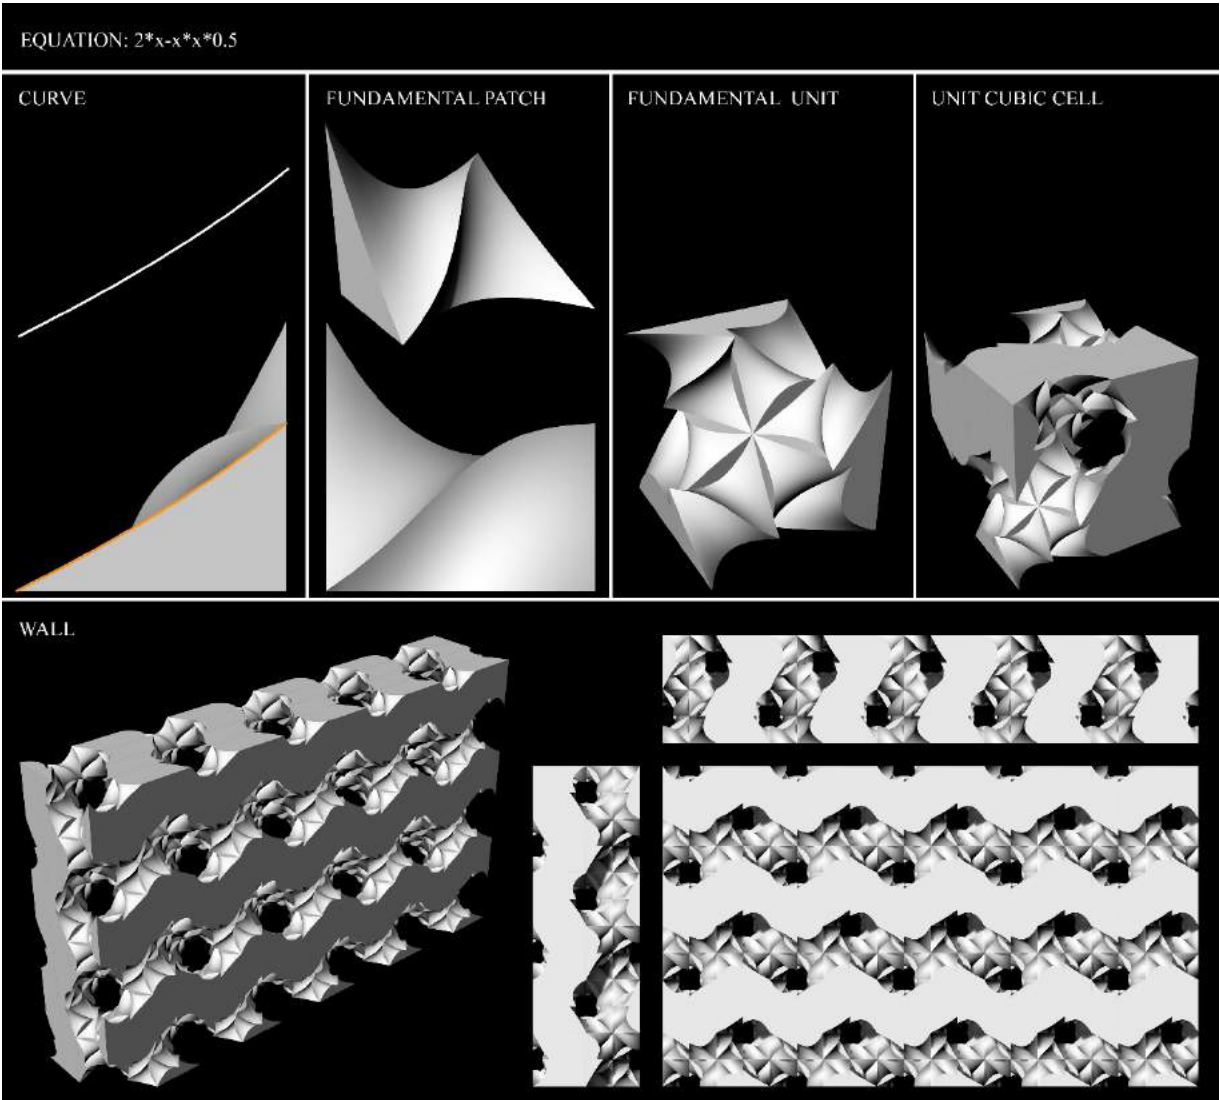 EQUATION: 2*x-x*x*0.5
CURVE
FUNDAMENTAL PATCH
FUNDAMENTAL UNIT
UNIT CUBIC CELL
WALL